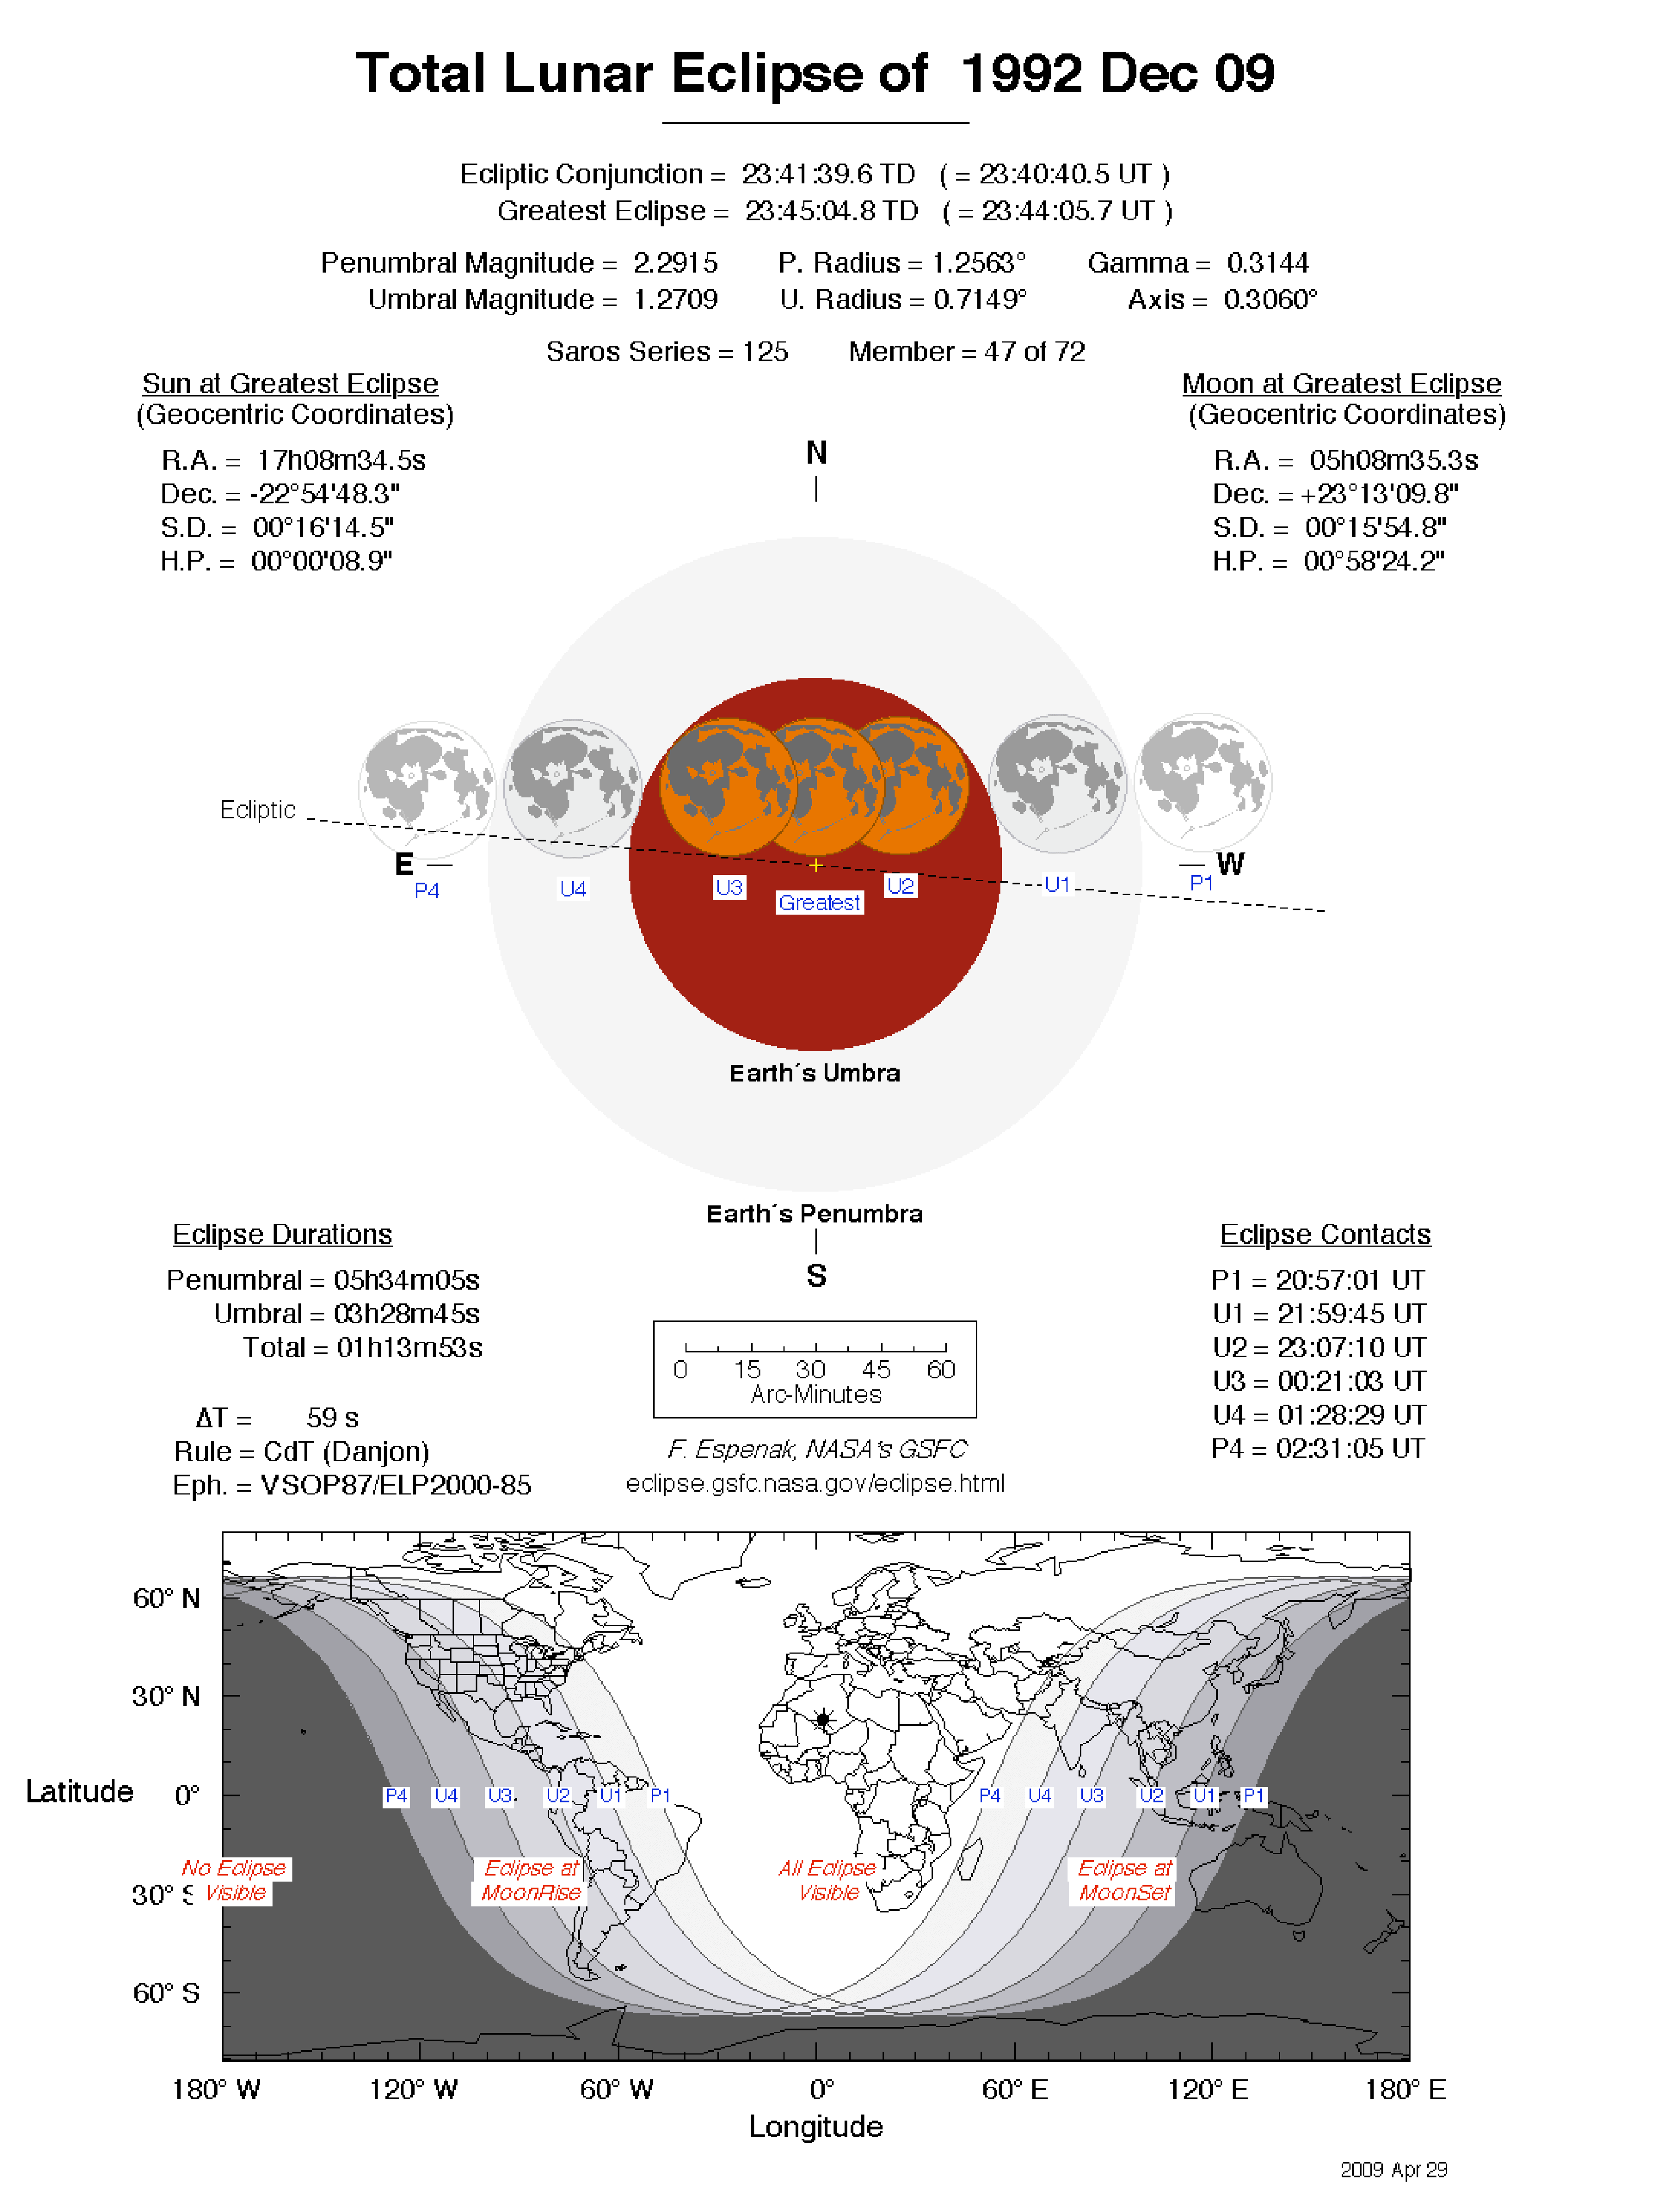 Total Lunar Eclipse of 1992 Dec 09
Ecliptic Conjunction = 23:41:39.6 TD ( = 23:40:40.5 UT )
Greatest Eclipse = 23:45:04.8 TD ( = 23:44:05.7 UT )
Penumbral Magnitude = 2.2915 P. Radius = 1.2563° Gamma = 0.3144
Umbral Magnitude = 1.2709 U. Radius = 0.7149° Axis = 0.3060°
Saros Series = 125 Member = 47 of 72
Sun at Greatest Eclipse
(Geocentric Coordinates)
R.A. = 17h08m34.5s
Dec. = -22°54'48.3"
S.D. = 00°16'14.5"
H.P. = 00°00'08.9"
Moon at Greatest Eclipse
(Geocentric Coordinates)
R.A. = 05h08m35.3s
Dec. = +23°13'09.8"
S.D. = 00°15'54.8"
H.P. = 00°58'24.2"
N
Ecliptic
E W
P4 U4 U3 Greatest U2 U1 P1
Earth's Umbra
Earth's Penumbra
S
Eclipse Durations
Penumbral = 05h34m05s
Umbral = 03h28m45s
Total = 01h13m53s
ΔT = 59 s
Rule = CdT (Danjon)
Eph. = VSOP87/ELP2000-85
0 15 30 45 60
Arc-Minutes
F. Espenak, NASA's GSFC
eclipse.gsfc.nasa.gov/eclipse.html
Eclipse Contacts
P1 = 20:57:01 UT
U1 = 21:59:45 UT
U2 = 23:07:10 UT
U3 = 00:21:03 UT
U4 = 01:28:29 UT
P4 = 02:31:05 UT
60° N
30° N
Latitude 0°
30° S
60° S
P4 U4 U3 U2 U1 P1 P4 U4 U3 U2 U1 P1
No Eclipse
Visible
Eclipse at
MoonRise
All Eclipse
Visible
Eclipse at
MoonSet
180° W 120° W 60° W 0° 60° E 120° E 180° E
Longitude
2009 Apr 29